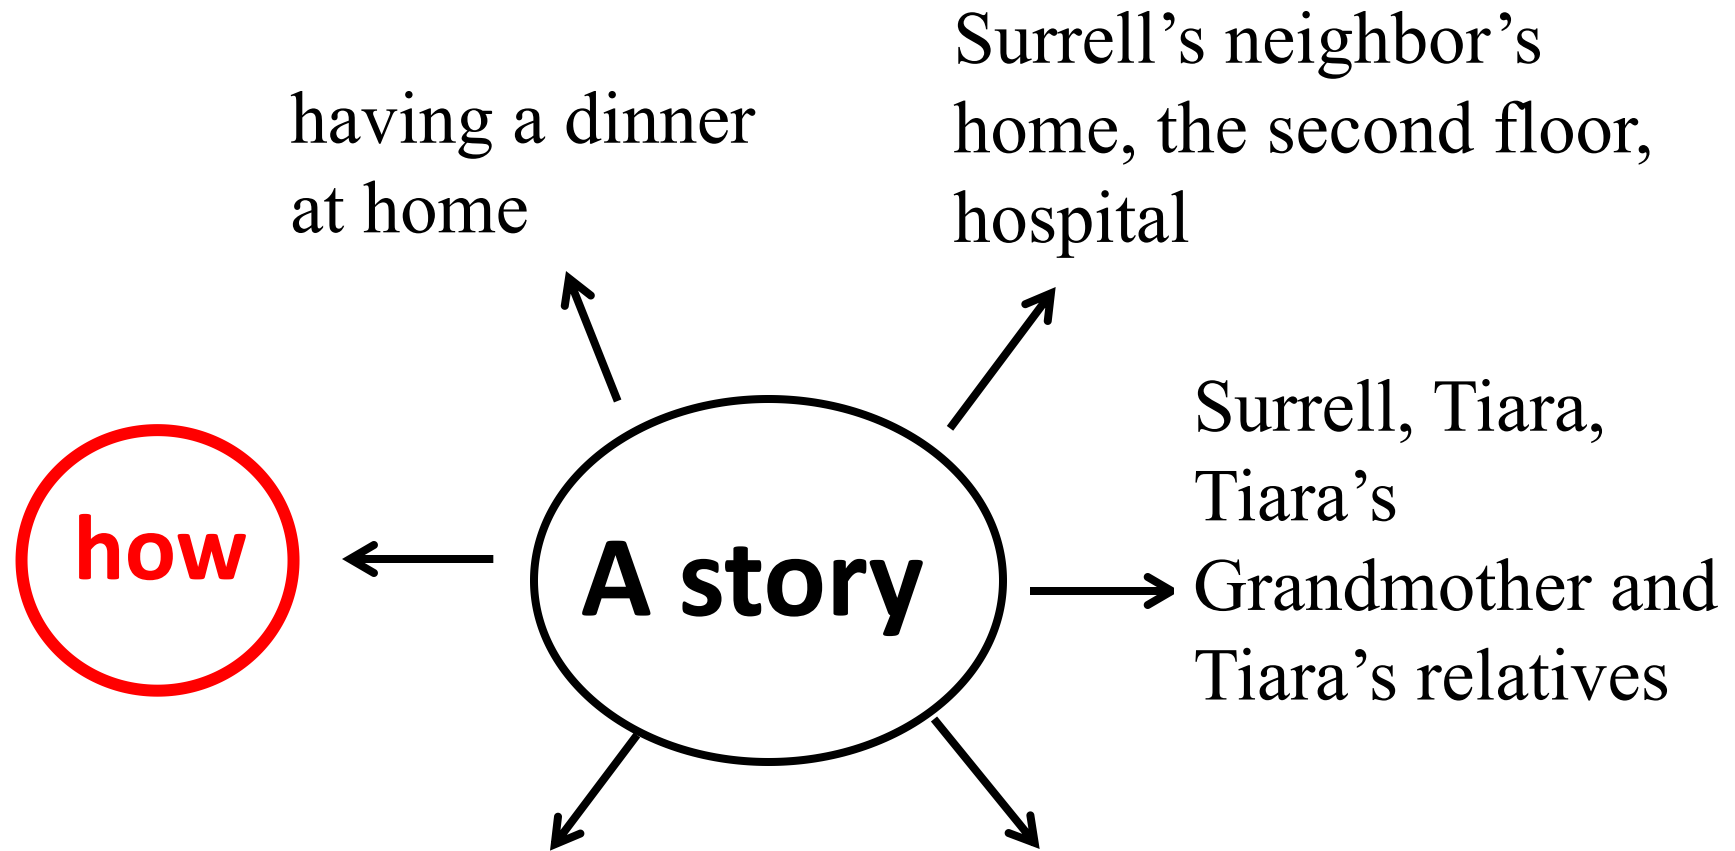 having a dinner
at home
Surrell’s neighbor’s
home, the second floor,
hospital
how
A story
Surrell, Tiara,
Tiara’s
Grandmother and
Tiara’s relatives